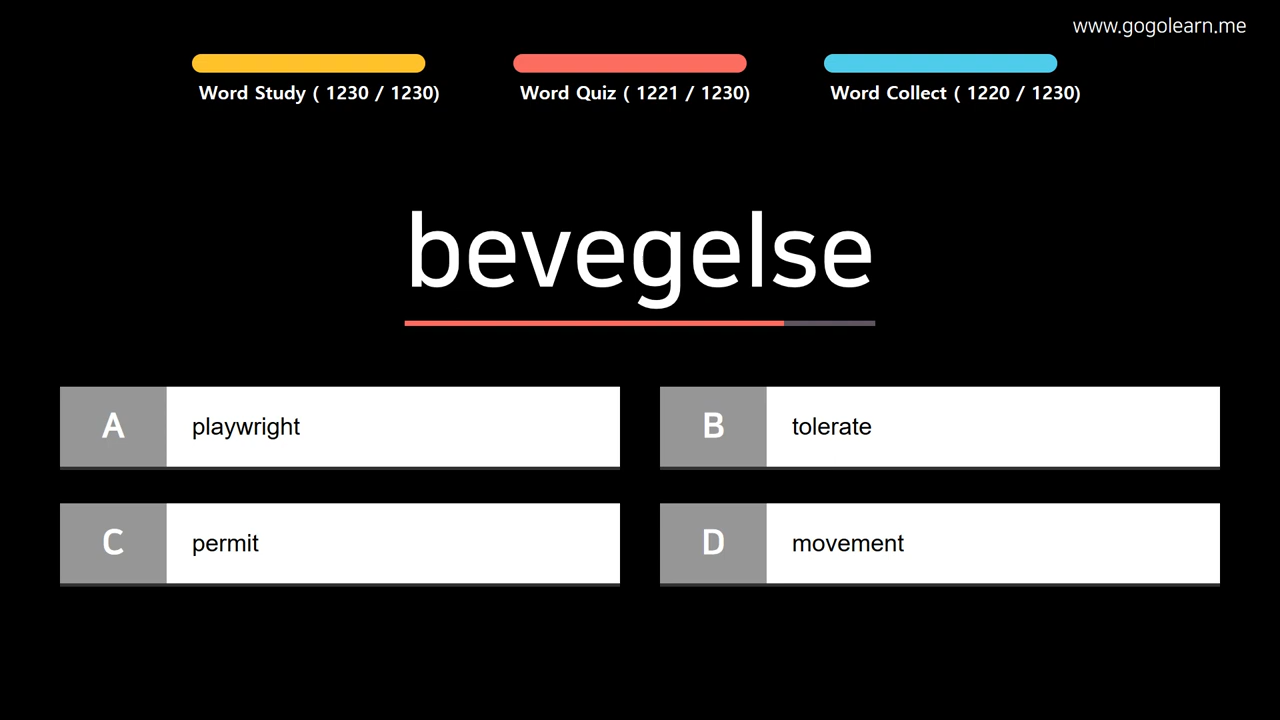 www.gogolearn.me
Word Study ( 1230 / 1230)
Word Quiz ( 1221 / 1230)
Word Collect ( 1220 / 1230)
bevegelse
A
playwright
B
tolerate
C
permit
D
movement